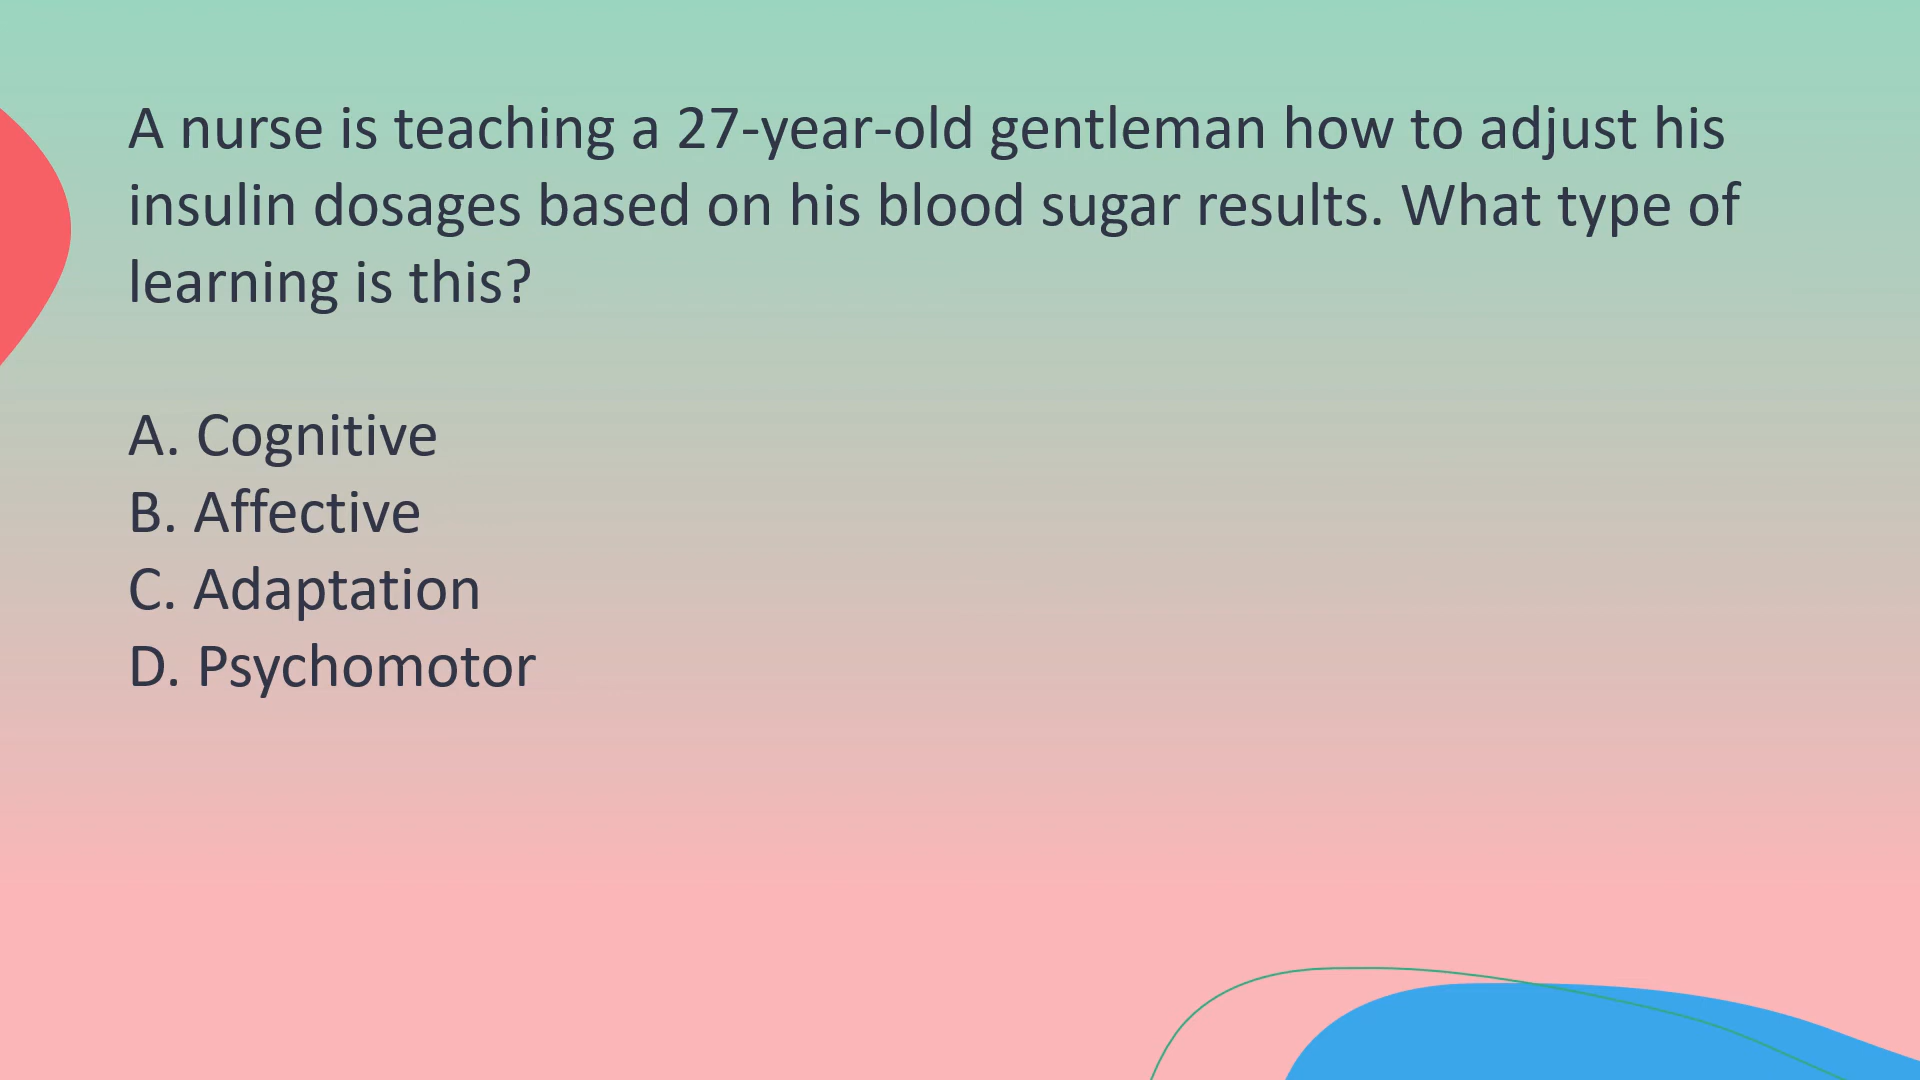 A nurse is teaching a 27-year-old gentleman how to adjust his
insulin dosages based on his blood sugar results. What type of
learning is this?
A. Cognitive
B. Affective
C. Adaptation
D. Psychomotor